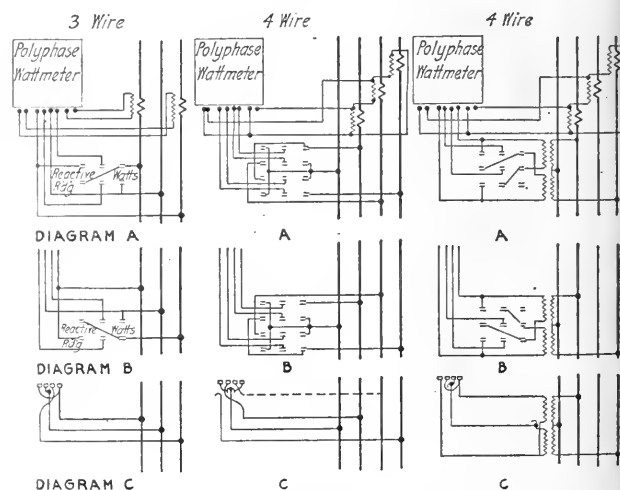 3 Wire
4 Wire
4 Wire
Polyphase
Wattmeter
Polyphase
Wattmeter
Polyphase
Wattmeter
Reactive
Rdg
Watts
DIAGRAM A
A
A
Reactive
Rdg
Watts
DIAGRAM B
B
B
DIAGRAM C
C
C